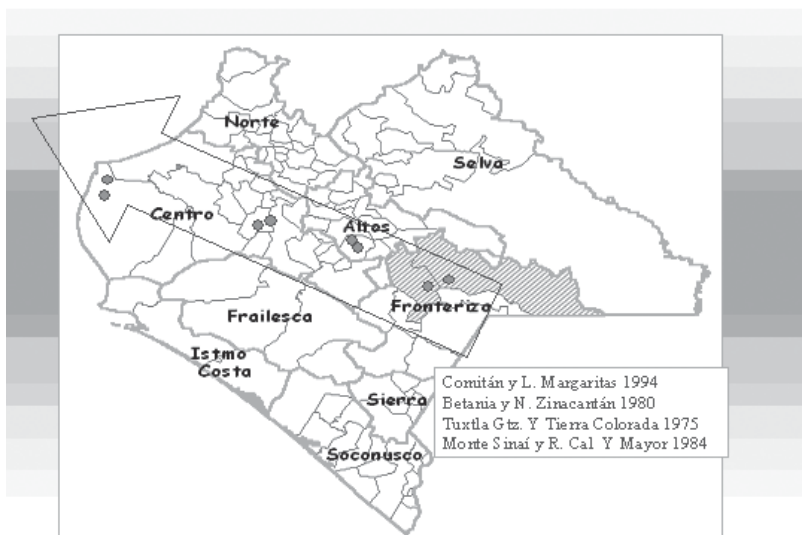 Norte
Selva
Centro
Altos
Fronteriza
Frailesca
Istmo
Costa
Sierra
Soconusco
Comitán y L. Margaritas 1994
Betania y N. Zinacantán 1980
Tuxtla Gtz. Y Tierra Colorada 1975
Monte Sinaí y R. Cal Y Mayor 1984